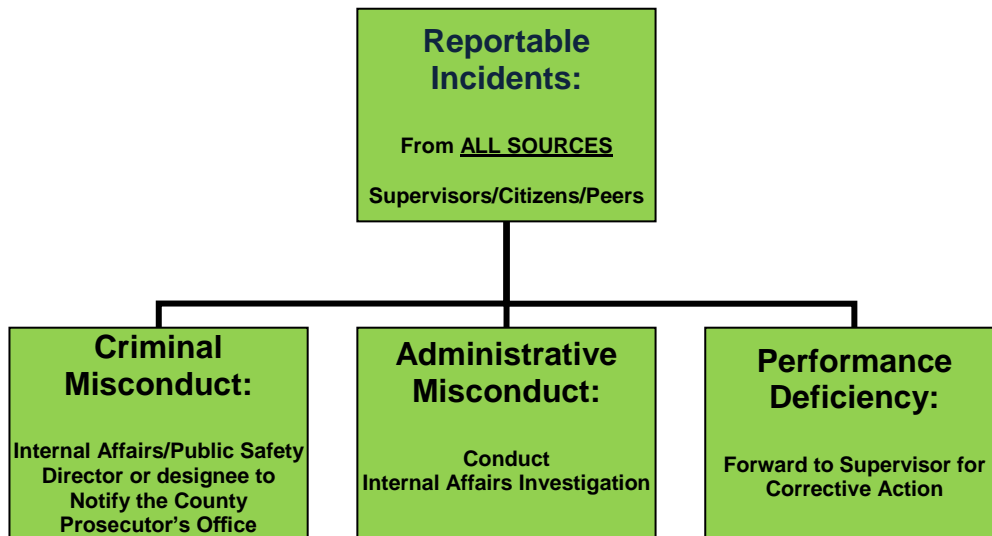 Reportable
Incidents:
From ALL SOURCES
Supervisors/Citizens/Peers
Criminal
Misconduct:
Internal Affairs/Public Safety
Director or designee to
Notify the County
Prosecutor's Office
Administrative
Misconduct:
Conduct
Internal Affairs Investigation
Performance
Deficiency:
Forward to Supervisor for
Corrective Action